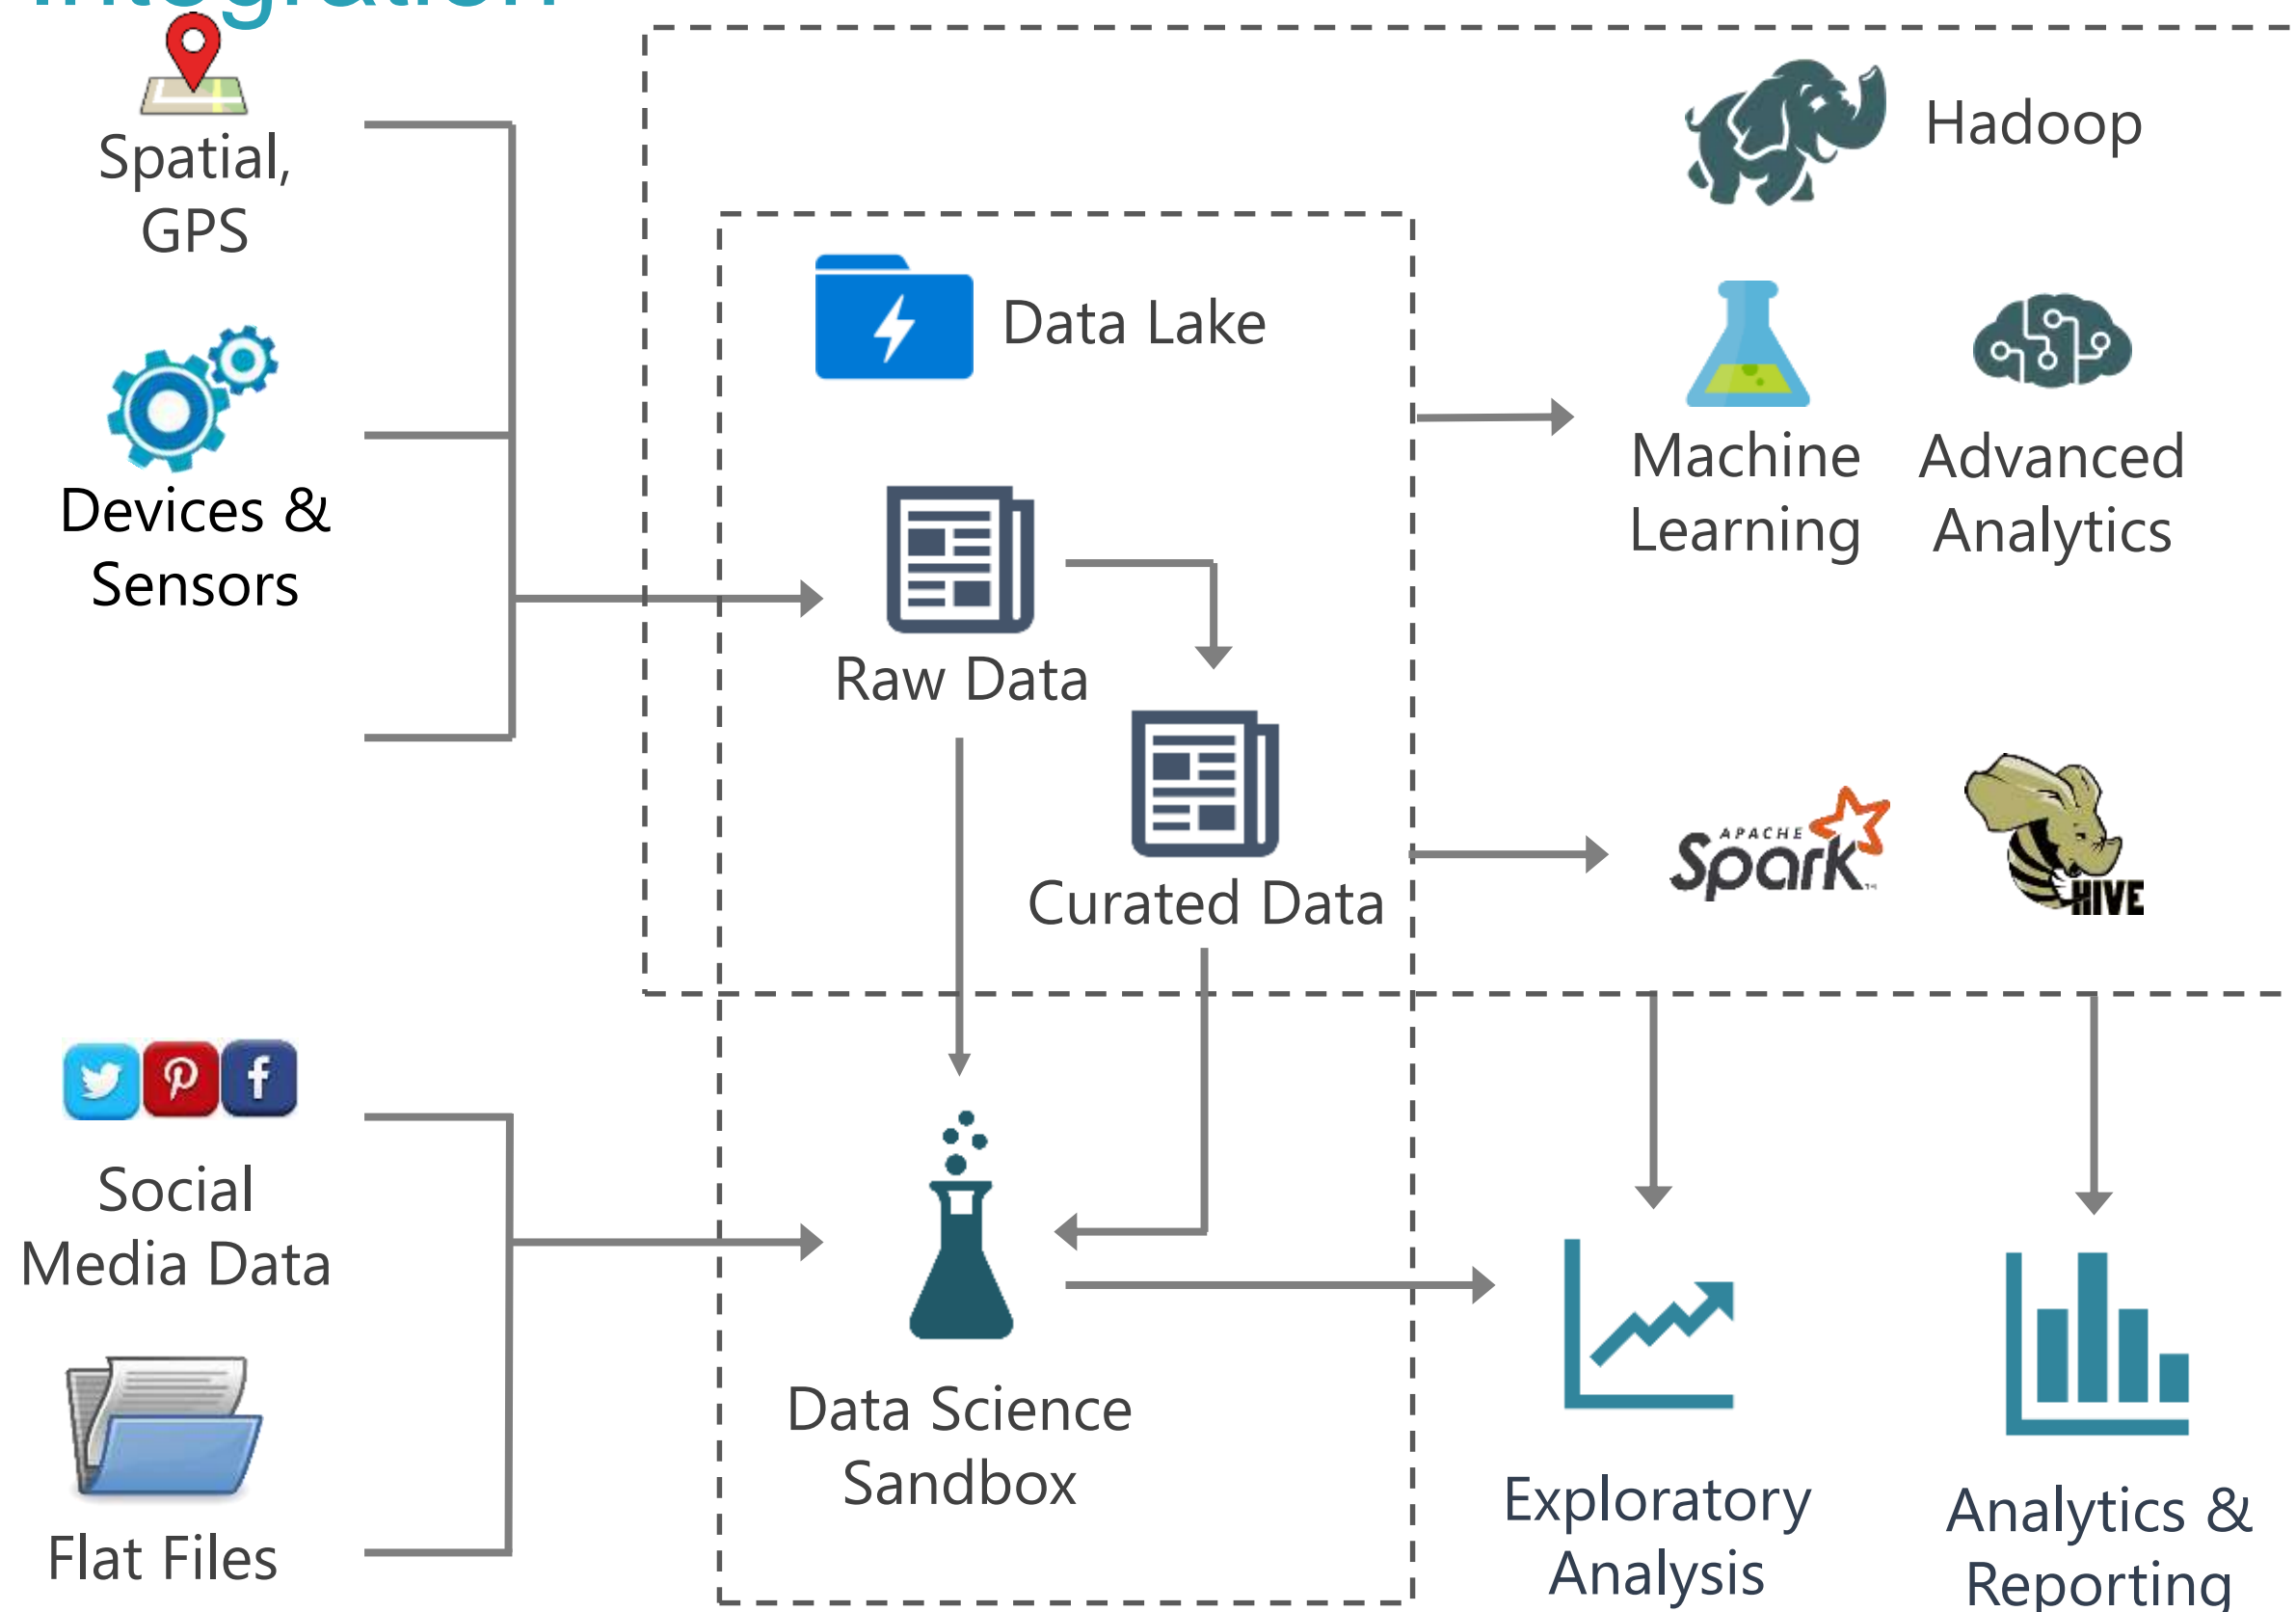 Integration
Spatial,
GPS
Devices &
Sensors
Social
Media Data
Flat Files
Data Lake
Raw Data
Curated Data
Data Science
Sandbox
Hadoop
Machine
Learning
Advanced
Analytics
APACHE
Spark
HIVE
Exploratory
Analysis
Analytics &
Reporting